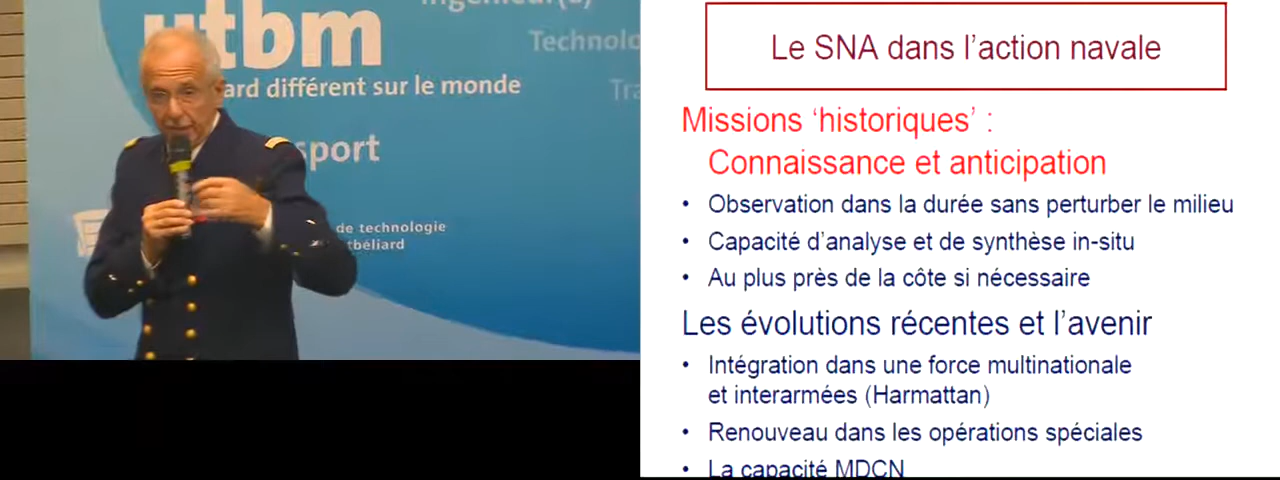 ingénieur(e)
utbm
ard différent sur le monde
sport
de technologie
tbéliard
Le SNA dans l’action navale
Missions ‘historiques’ :
Connaissance et anticipation
• Observation dans la durée sans perturber le milieu
• Capacité d’analyse et de synthèse in-situ
• Au plus près de la côte si nécessaire
Les évolutions récentes et l’avenir
• Intégration dans une force multinationale
et interarmées (Harmattan)
• Renouveau dans les opérations spéciales
• La capacité MDCN